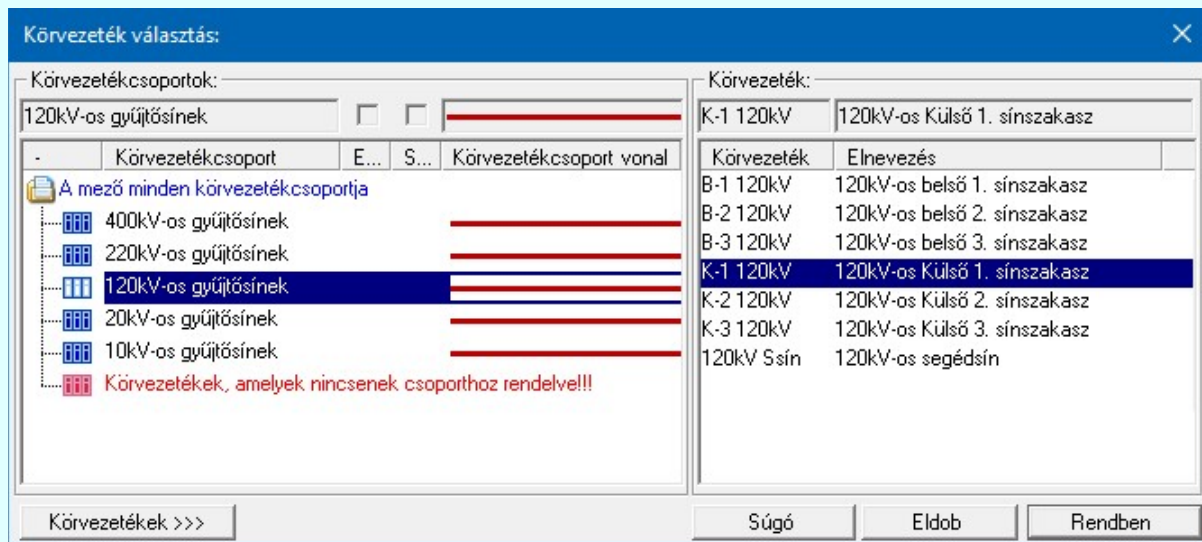 Körvezeték választás:
Körvezetékcsoportok:
120kV-os gyűjtősínek
- Körvezetékcsoport E... S... Körvezetékcsoport vonal
A mező minden körvezetékcsoportja
400kV-os gyűjtősínek
220kV-os gyűjtősínek
120kV-os gyűjtősínek
20kV-os gyűjtősínek
10kV-os gyűjtősínek
Körvezetékek, amelyek nincsenek csoporthoz rendelve!!!
Körvezeték:
K-1 120kV 120kV-os Külső 1. sínszakasz
Körvezeték Elnevezés
B-1 120kV 120kV-os belső 1. sínszakasz
B-2 120kV 120kV-os belső 2. sínszakasz
B-3 120kV 120kV-os belső 3. sínszakasz
K-1 120kV 120kV-os Külső 1. sínszakasz
K-2 120kV 120kV-os Külső 2. sínszakasz
K-3 120kV 120kV-os Külső 3. sínszakasz
120kV Ssín 120kV-os segédsín
Körvezetékek >>> Súgó Eldob Rendben